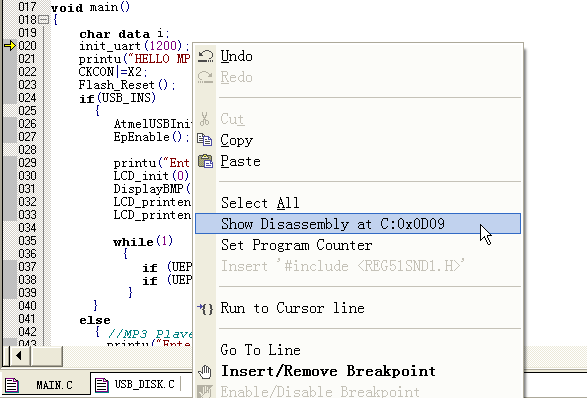 017 void main()
018 {
019 char data i;
020 init_uart(1200);
021 printu("HELLO MP
022 CKCON|=X2;
023 Flash_Reset();
024 if(USB_INS)
025 {
026 AtmelUSBIni
027 EpEnable();
028
029 printu("Ent
030 LCD_init(0)
031 DisplayBMP(
032 LCD_printen
033 LCD_printen
034
035 while(1)
036 {
037 if (UEP
038 if (UEP
039 }
040 }
041 else
042 { //MP3 Playe
043 printu("Ente
Undo
Redo
Cut
Copy
Paste
Select All
Show Disassembly at C:0x0D09
Set Program Counter
Insert '#include <REG51SND1.H>'
Run to Cursor line
Go To Line
Insert/Remove Breakpoint
Enable/Disable Breakpoint
MAIN.C
USB_DISK.C